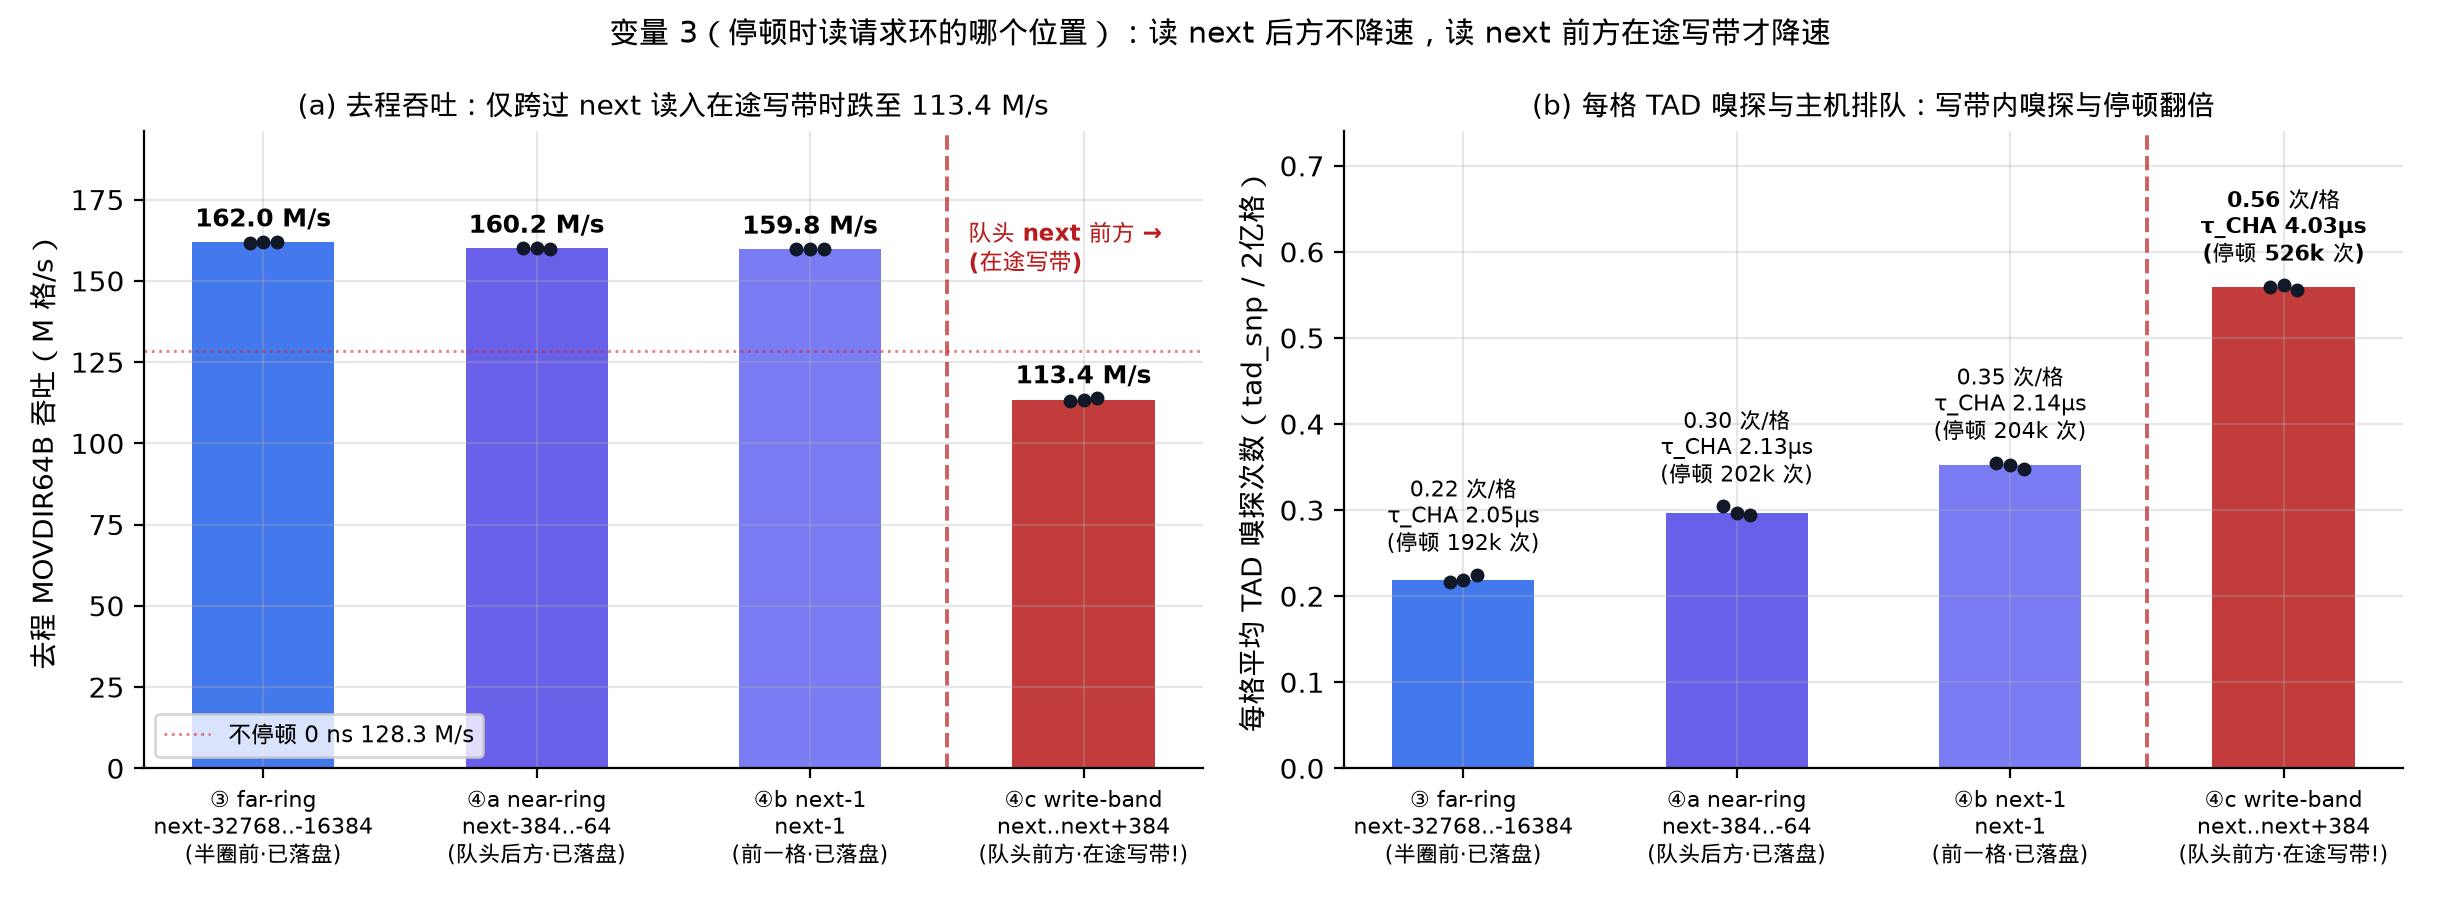 变量 3（停顿时读请求环的哪个位置）：读 next 后方不降速，读 next 前方在途写带才降速
(a) 去程吞吐：仅跨过 next 读入在途写带时跌至 113.4 M/s
去程 MOVDIR64B 吞吐（M 格/s）
175
150
125
100
75
50
25
0
162.0 M/s
160.2 M/s
159.8 M/s
113.4 M/s
队头 next 前方 →
(在途写带)
不停顿 0 ns 128.3 M/s
③ far-ring
next-32768..-16384
(半圈前·已落盘)
④a near-ring
next-384..-64
(队头后方·已落盘)
④b next-1
next-1
(前一格·已落盘)
④c write-band
next..next+384
(队头前方·在途写带!)
(b) 每格 TAD 嗅探与主机排队：写带内嗅探与停顿翻倍
每格平均 TAD 嗅探次数（tad_snp / 2亿格）
0.7
0.6
0.5
0.4
0.3
0.2
0.1
0.0
0.22 次/格
τ_CHA 2.05μs
(停顿 192k 次)
0.30 次/格
τ_CHA 2.13μs
(停顿 202k 次)
0.35 次/格
τ_CHA 2.14μs
(停顿 204k 次)
0.56 次/格
τ_CHA 4.03μs
(停顿 526k 次)
③ far-ring
next-32768..-16384
(半圈前·已落盘)
④a near-ring
next-384..-64
(队头后方·已落盘)
④b next-1
next-1
(前一格·已落盘)
④c write-band
next..next+384
(队头前方·在途写带!)